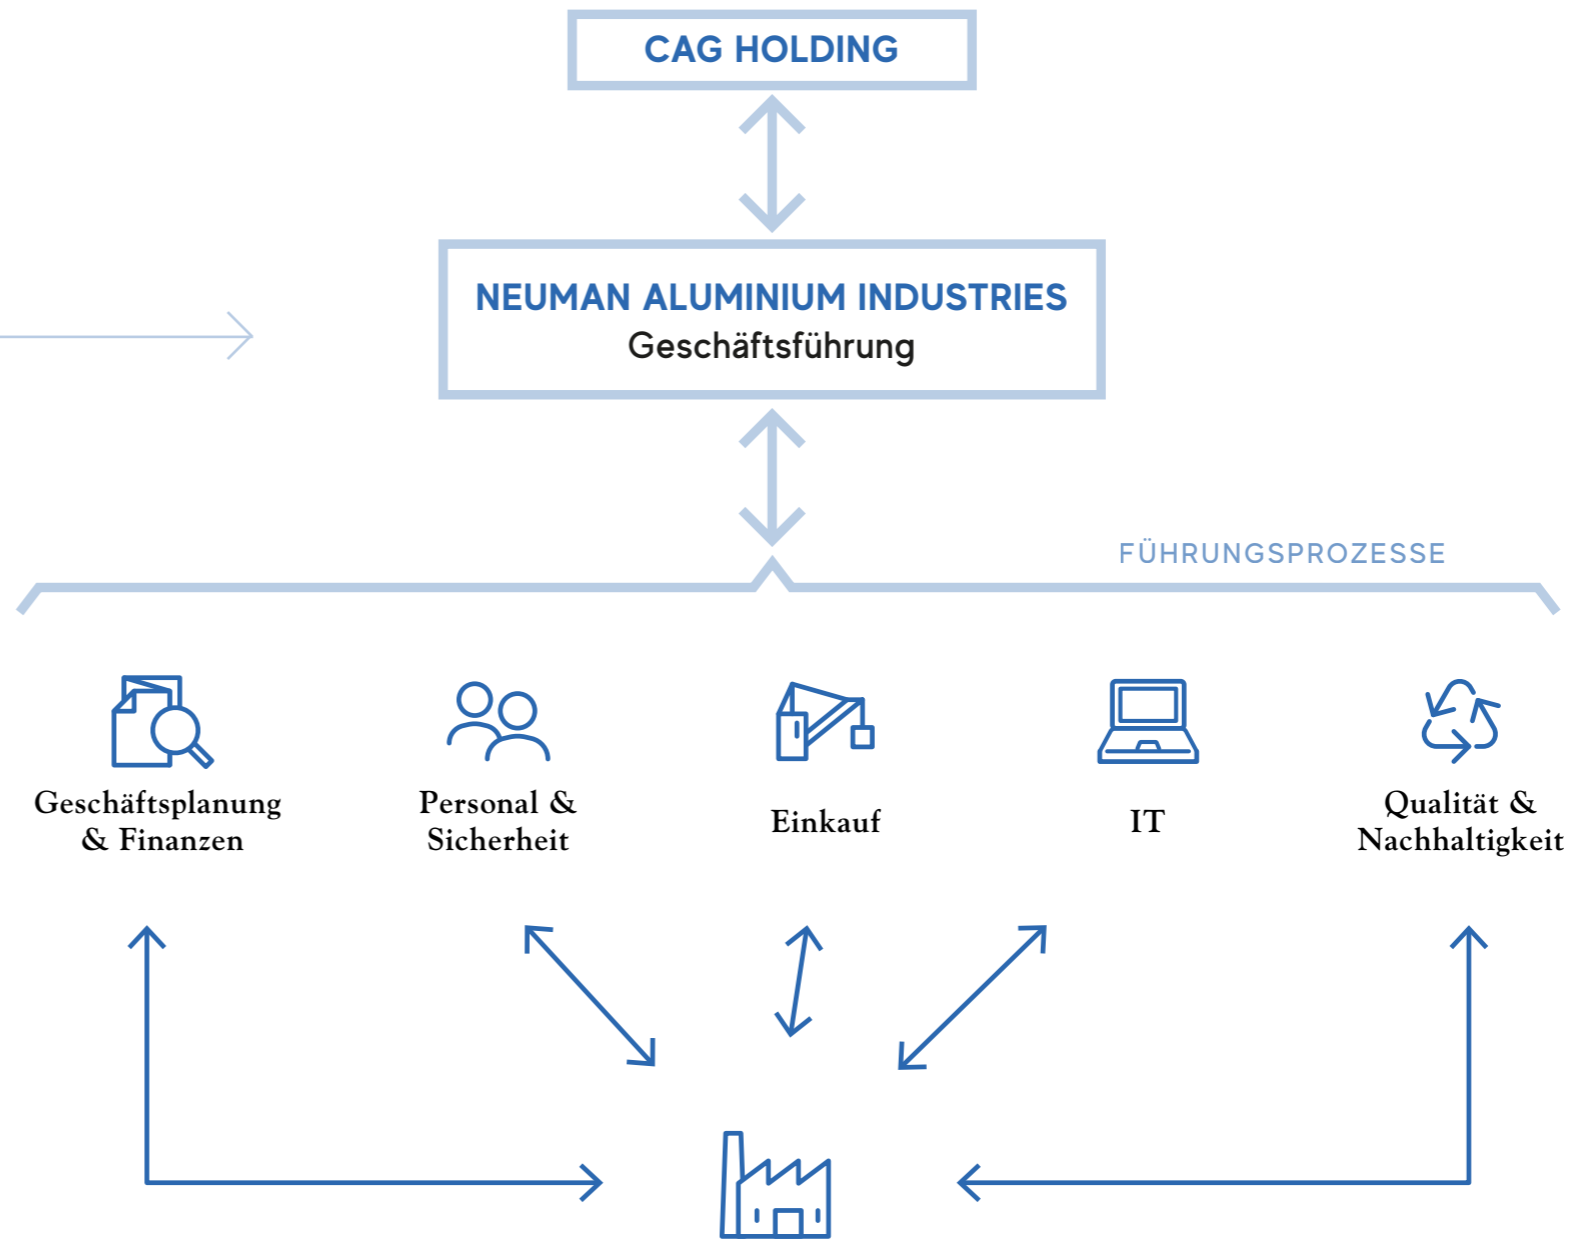 CAG HOLDING
NEUMAN ALUMINIUM INDUSTRIES
Geschäftsführung
FÜHRUNGSPROZESSE
Geschäftsplanung
& Finanzen
Personal &
Sicherheit
Einkauf
IT
Qualität &
Nachhaltigkeit